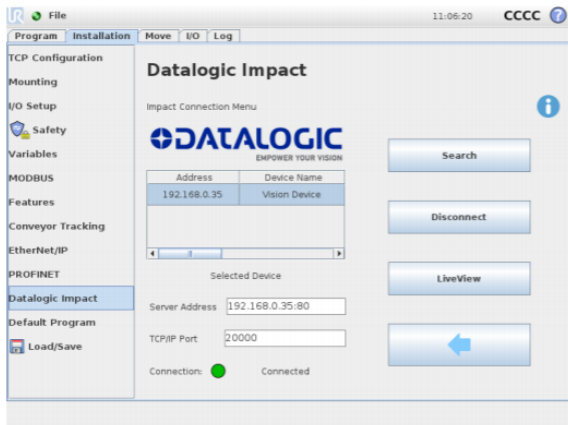 UR File 11:06:20 CCCC ?
Program Installation Move I/O Log
TCP Configuration
Mounting
I/O Setup
Safety
Variables
MODBUS
Features
Conveyor Tracking
EtherNet/IP
PROFINET
Datalogic Impact
Default Program
Load/Save
Datalogic Impact
Impact Connection Menu
i
DATALOGIC
EMPOWER YOUR VISION
Address Device Name
192.168.0.35 Vision Device
Selected Device
Server Address 192.168.0.35:80
TCP/IP Port 20000
Connection: Connected
Search
Disconnect
LiveView